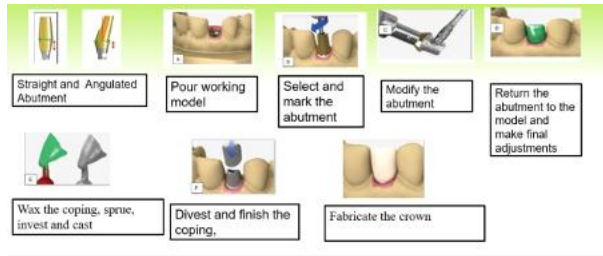 Straight and Angulated
Abutment
Pour working
model
Select and
mark the
abutment
Modify the
abutment
Return the
abutment to the
model and
make final
adjustments
Wax the coping, sprue,
invest and cast
Divest and finish the
coping,
Fabricate the crown